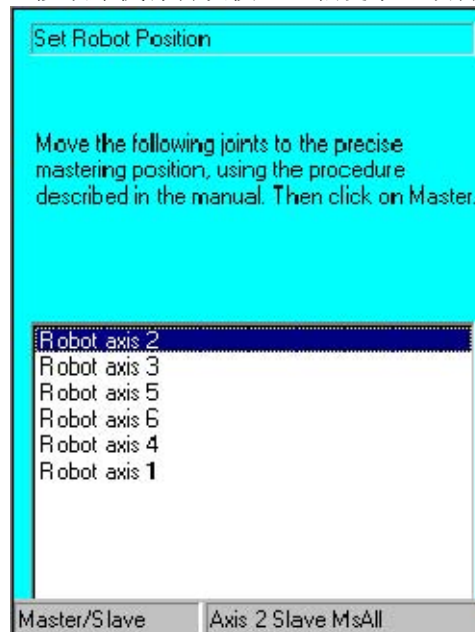 Set Robot Position
Move the following joints to the precise
mastering position, using the procedure
described in the manual. Then click on Master.
Robot axis 2
Robot axis 3
Robot axis 5
Robot axis 6
Robot axis 4
Robot axis 1
Master/Slave
Axis 2 Slave MsAll